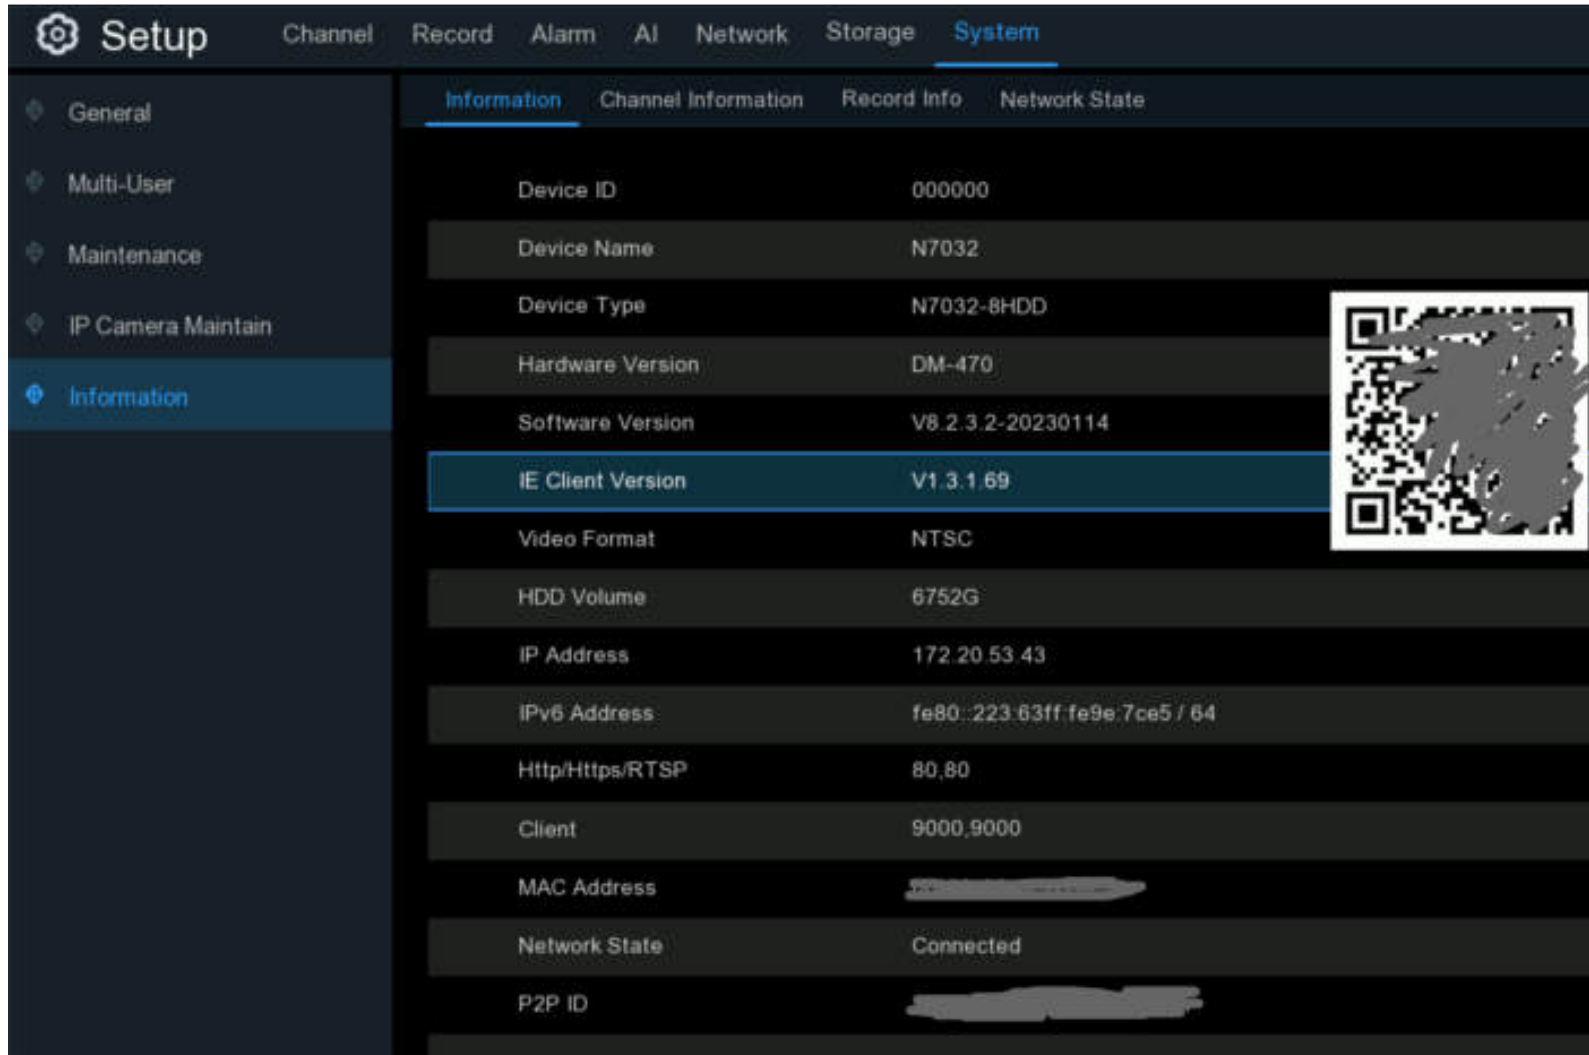 Setup Channel Record Alarm AI Network Storage System
Information Channel Information Record Info Network State
General
Multi-User
Maintenance
IP Camera Maintain
Information
Device ID 000000
Device Name N7032
Device Type N7032-8HDD
Hardware Version DM-470
Software Version V8.2.3.2-20230114
IE Client Version V1.3.1.69
Video Format NTSC
HDD Volume 6752G
IP Address 172.20.53.43
IPv6 Address fe80::223:63ff:fe9e:7ce5 / 64
Http/Https/RTSP 80,80
Client 9000,9000
MAC Address
Network State Connected
P2P ID